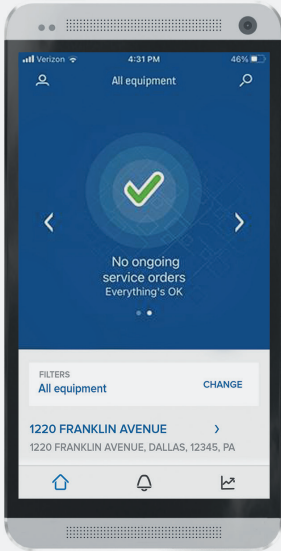 Verizon 4:31 PM 46%
All equipment
No ongoing
service orders
Everything's OK
FILTERS
All equipment
CHANGE
1220 FRANKLIN AVENUE
1220 FRANKLIN AVENUE, DALLAS, 12345, PA